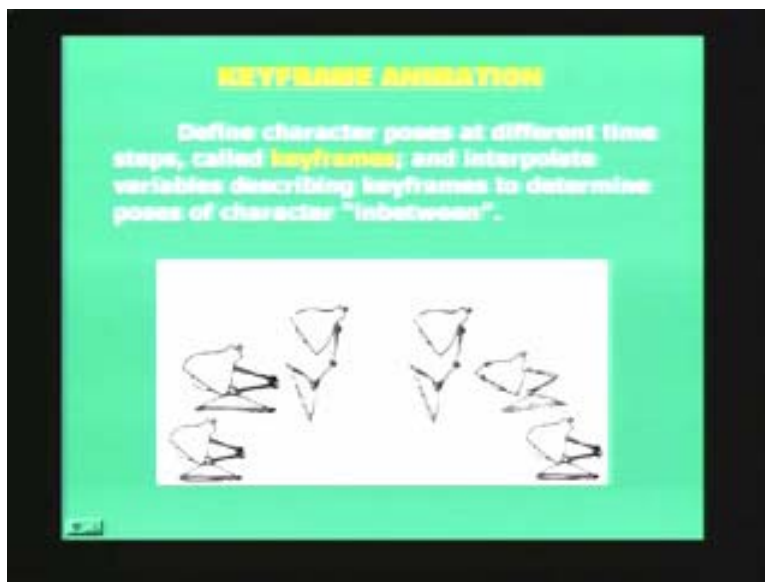 KEYFRAME ANIMATION
Define character poses at different time
steps, called keyframes; and interpolate
variables describing keyframes to determine
poses of character "inbetween".